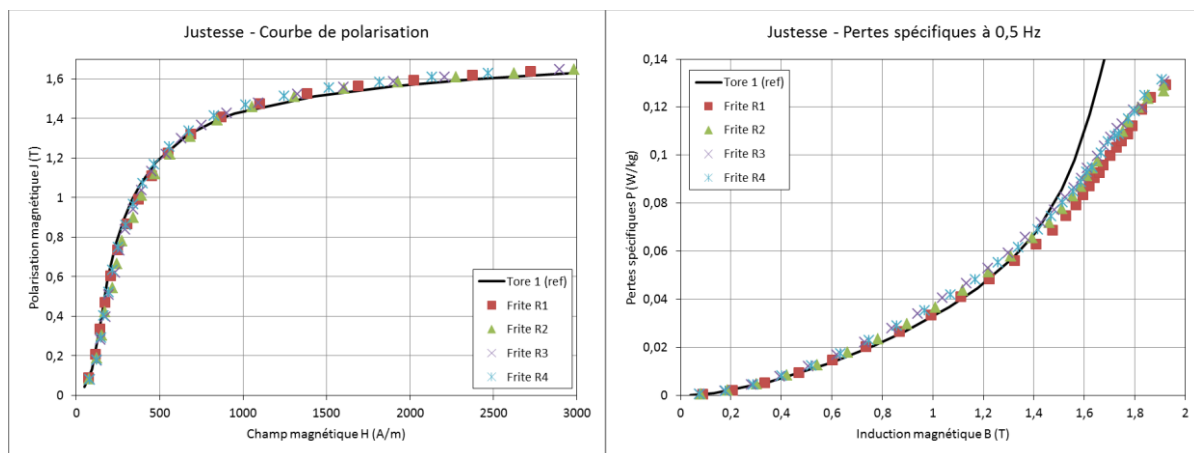 Justesse - Courbe de polarisation
1,8
1,6
1,4
1,2
1
0,8
0,6
0,4
0,2
0
Polarisation magnétique J (T)
Tore 1 (ref)
Frite R1
Frite R2
Frite R3
Frite R4
0
500
1000
1500
2000
2500
3000
Champ magnétique H (A/m)
Justesse - Pertes spécifiques à 0,5 Hz
0,14
0,12
0,1
0,08
0,06
0,04
0,02
0,00
Pertes spécifiques P (W/kg)
Tore 1 (ref)
Frite R1
Frite R2
Frite R3
Frite R4
0
0,2
0,4
0,6
0,8
1
1,2
1,4
1,6
1,8
2
Induction magnétique B (T)